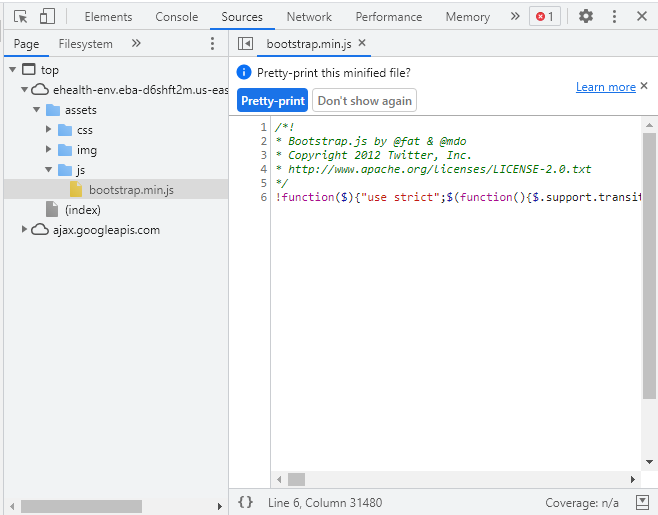 Elements Console Sources Network Performance Memory » 1
Page Filesystem »
bootstrap.min.js ×
top
ehealth-env.eba-d6shft2m.us-eas
assets
css
img
js
bootstrap.min.js
(index)
ajax.googleapis.com
Pretty-print this minified file?
Learn more ×
Pretty-print Don't show again
1 /*!
2 * Bootstrap.js by @fat & @mdo
3 * Copyright 2012 Twitter, Inc.
4 * http://www.apache.org/licenses/LICENSE-2.0.txt
5 */
6 !function($){"use strict";$(function(){$.support.transit
{} Line 6, Column 31480 Coverage: n/a